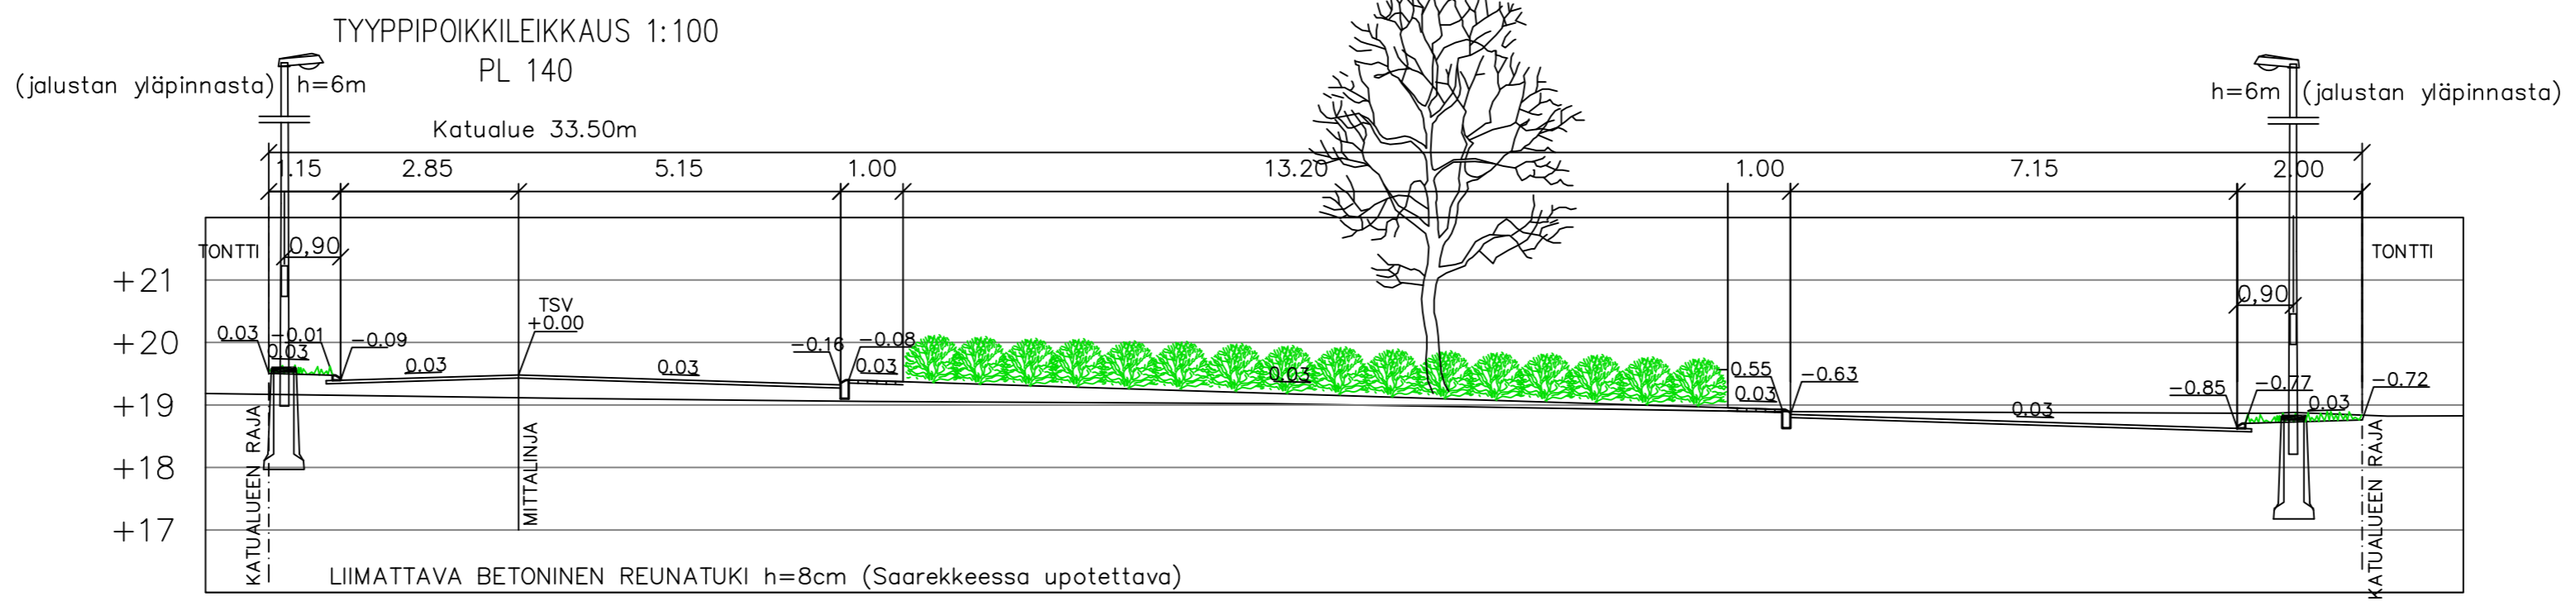 TYYPPIPOIKKILEIKKAUS 1:100
PL 140
(jalustan yläpinnasta) h=6m
h=6m (jalustan yläpinnasta)
Katualue 33.50m
1.15 2.85 5.15 1.00 13.20 1.00 7.15 2.00
TONTTI 0,90 TONTTI
+21
0,90
TSV
+0.00
+20
0.03 -0.01 -0.09 -0.16 -0.08
0.03 0.03 0.03 0.03 0.03
-0.55 -0.63 -0.85 -0.77 -0.72
0.03 0.03 0.03
+19
+18
+17
KATUALUEEN RAJA
MITTALINJA
KATUALUEEN RAJA
LIIMATTAVA BETONINEN REUNATUKI h=8cm (Saarekkeessa upotettava)